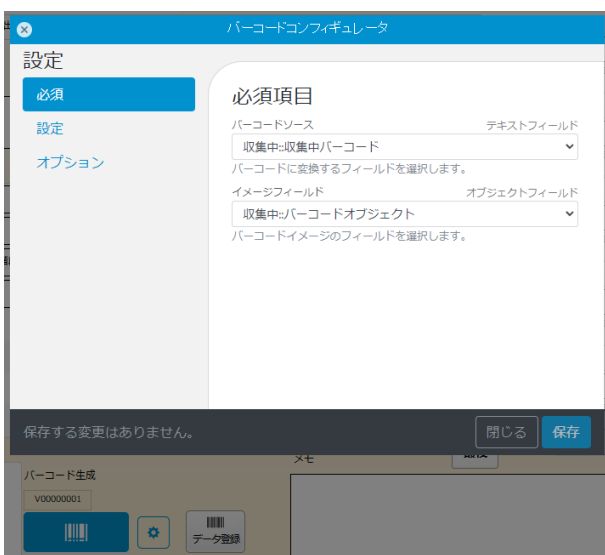 バーコードコンフィギュレータ
設定
必須
設定
オプション
必須項目
バーコードソース
テキストフィールド
収集中::収集中バーコード
バーコードに変換するフィールドを選択します。
イメージフィールド
オブジェクトフィールド
収集中::バーコードオブジェクト
バーコードイメージのフィールドを選択します。
保存する変更はありません。
閉じる
保存
メモ
バーコード生成
V00000001
データ登録